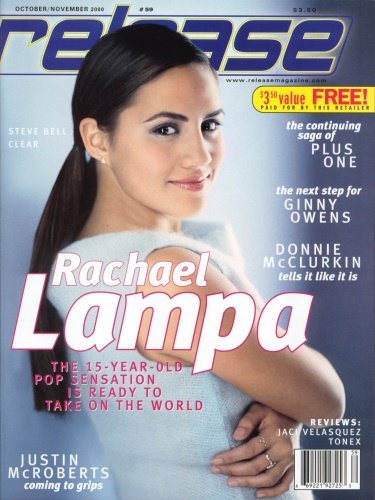 OCTOBER/NOVEMBER 2000 #59 $3.50
release
www.releasemagazine.com
$3.50 value FREE!
PAID FOR BY THIS RETAILER
STEVE BELL
CLEAR
the continuing
saga of
PLUS
ONE
the next step for
GINNY
OWENS
DONNIE
McCLURKIN
tells it like it is
Rachael
Lampa
THE 15-YEAR-OLD
POP SENSATION
IS READY TO
TAKE ON THE WORLD
REVIEWS:
JACI VELASQUEZ
TONEX
JUSTIN
McROBERTS
coming to grips